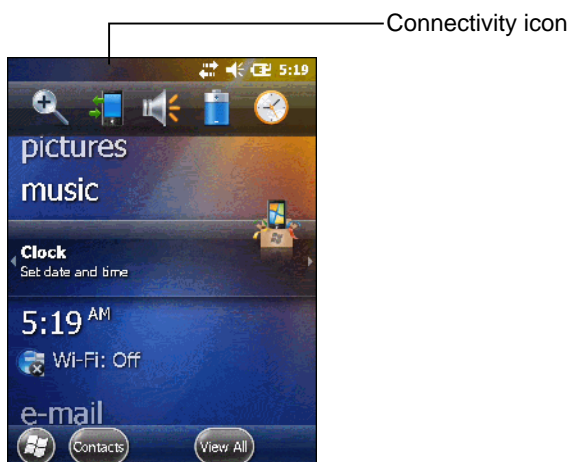 Connectivity icon
5:19
pictures
music
Clock
Set date and time
5:19 AM
Wi-Fi: Off
e-mail
Contacts
View All